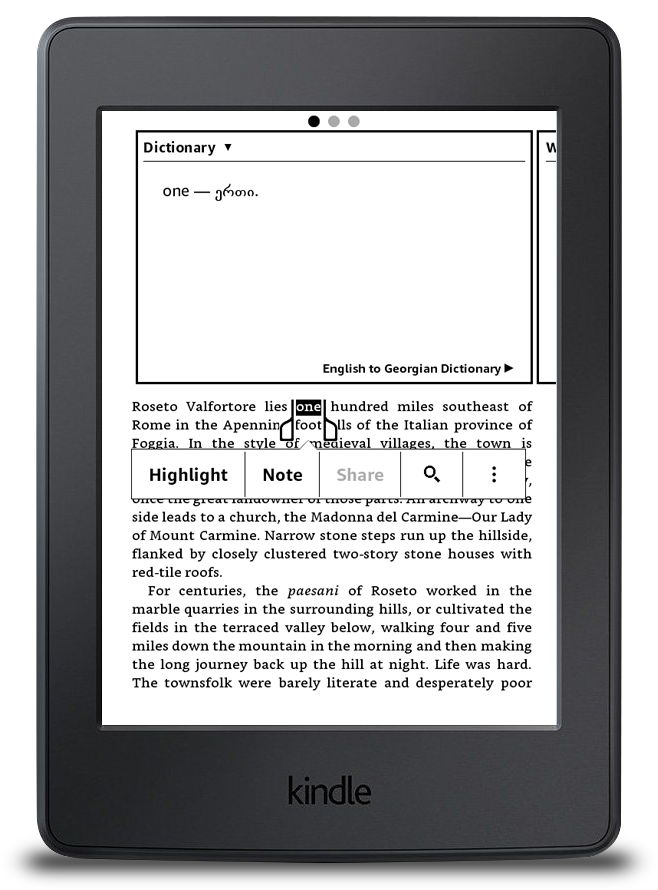 Dictionary ▼
W
one — ერთი.
English to Georgian Dictionary ▶
Roseto Valfortore lies one hundred miles southeast of
Rome in the Apennin foot lls of the Italian province of
Foggia. In the style of medieval villages, the town is
Highlight Note Share
once the great landowner of those parts. An archway to one
side leads to a church, the Madonna del Carmine—Our Lady
of Mount Carmine. Narrow stone steps run up the hillside,
flanked by closely clustered two-story stone houses with
red-tile roofs.
For centuries, the paesani of Roseto worked in the
marble quarries in the surrounding hills, or cultivated the
fields in the terraced valley below, walking four and five
miles down the mountain in the morning and then making
the long journey back up the hill at night. Life was hard.
The townsfolk were barely literate and desperately poor
kindle